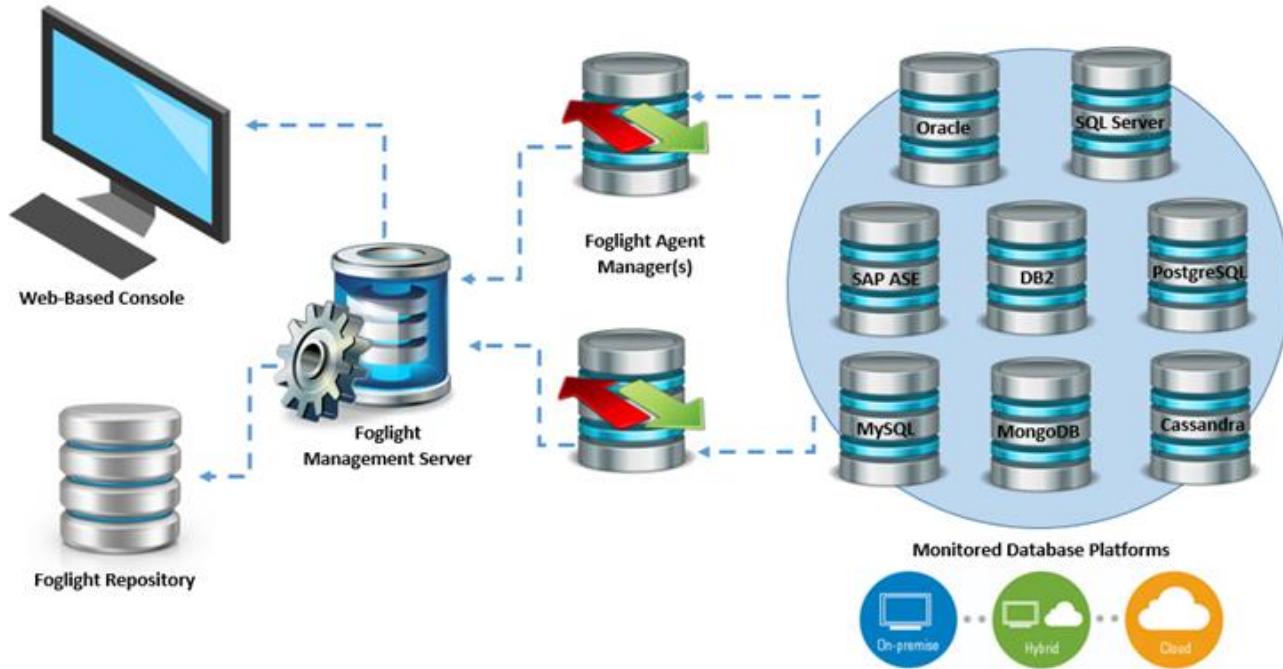 Oracle
SQL Server
SAP ASE
DB2
PostgreSQL
MySQL
MongoDB
Cassandra
Foglight Agent
Manager(s)
Web-Based Console
Foglight
Management Server
Foglight Repository
Monitored Database Platforms
On-premise
Hybrid
Cloud